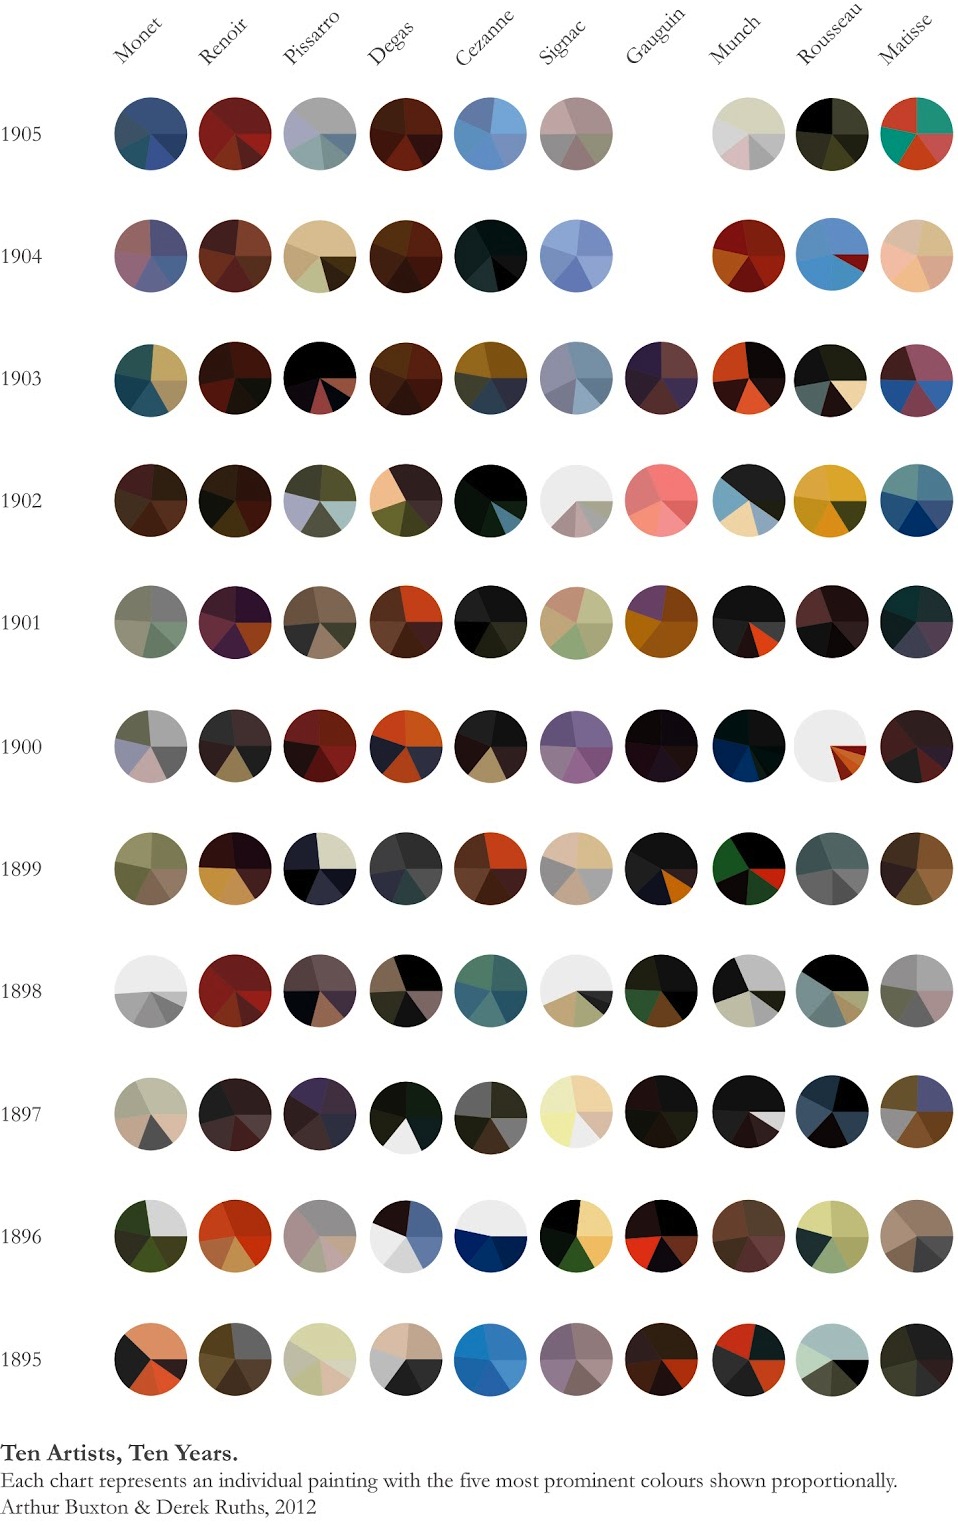 Monet Renoir Pissarro Degas Cezanne Signac Gauguin Munch Rousseau Matisse
1905
1904
1903
1902
1901
1900
1899
1898
1897
1896
1895
Ten Artists, Ten Years.
Each chart represents an individual painting with the five most prominent colours shown proportionally.
Arthur Buxton & Derek Ruths, 2012